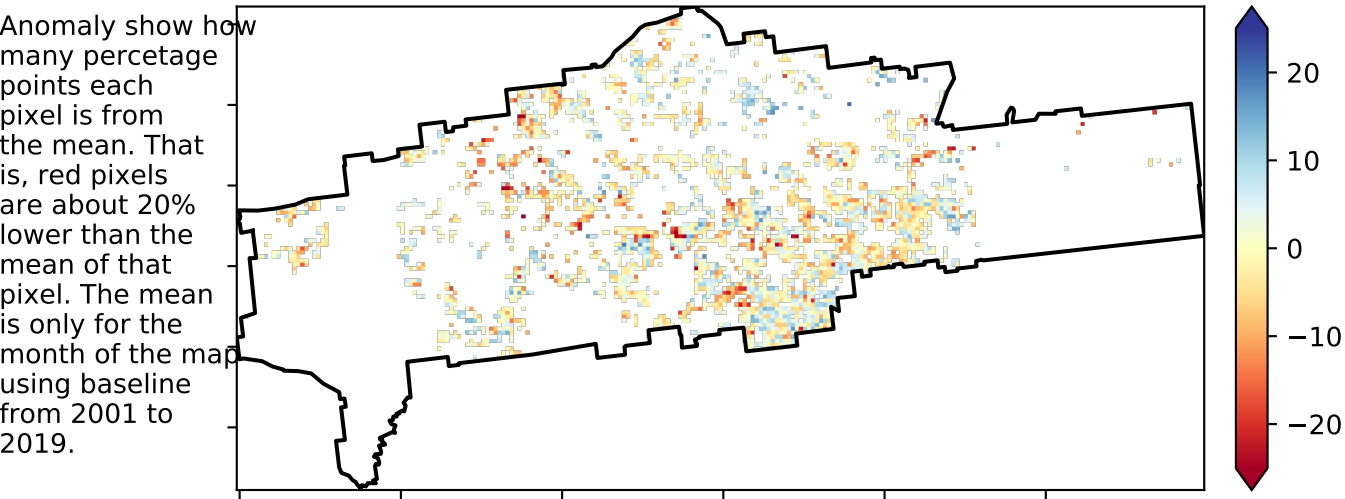 Anomaly show how
many percetage
points each
pixel is from
the mean. That
is, red pixels
are about 20%
lower than the
mean of that
pixel. The mean
is only for the
month of the map
using baseline
from 2001 to
2019.
20
10
0
−10
−20